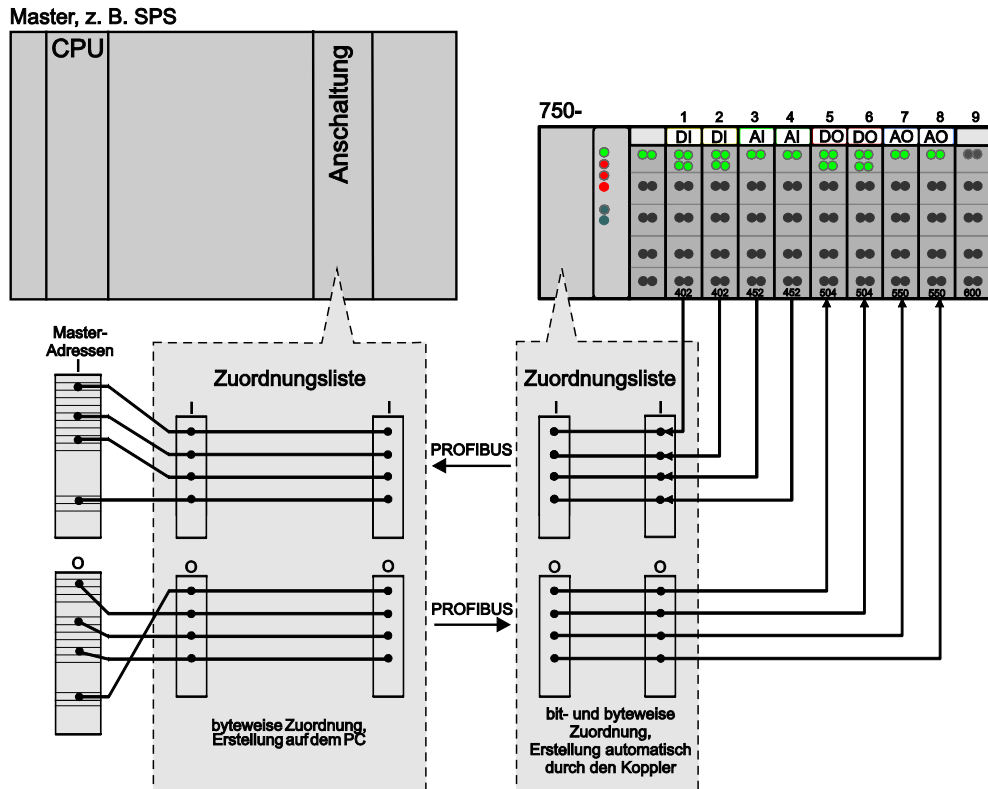 Master, z. B. SPS
CPU
Anschaltung
750-
1 2 3 4 5 6 7 8 9
DI DI AI AI DO DO AO AO
402 402 452 452 504 504 550 550 600
Master-
Adressen
I
Zuordnungsliste
I I
PROFIBUS
Zuordnungsliste
I I
O
O O
PROFIBUS
O O
byteweise Zuordnung,
Erstellung auf dem PC
bit- und byteweise
Zuordnung,
Erstellung automatisch
durch den Koppler